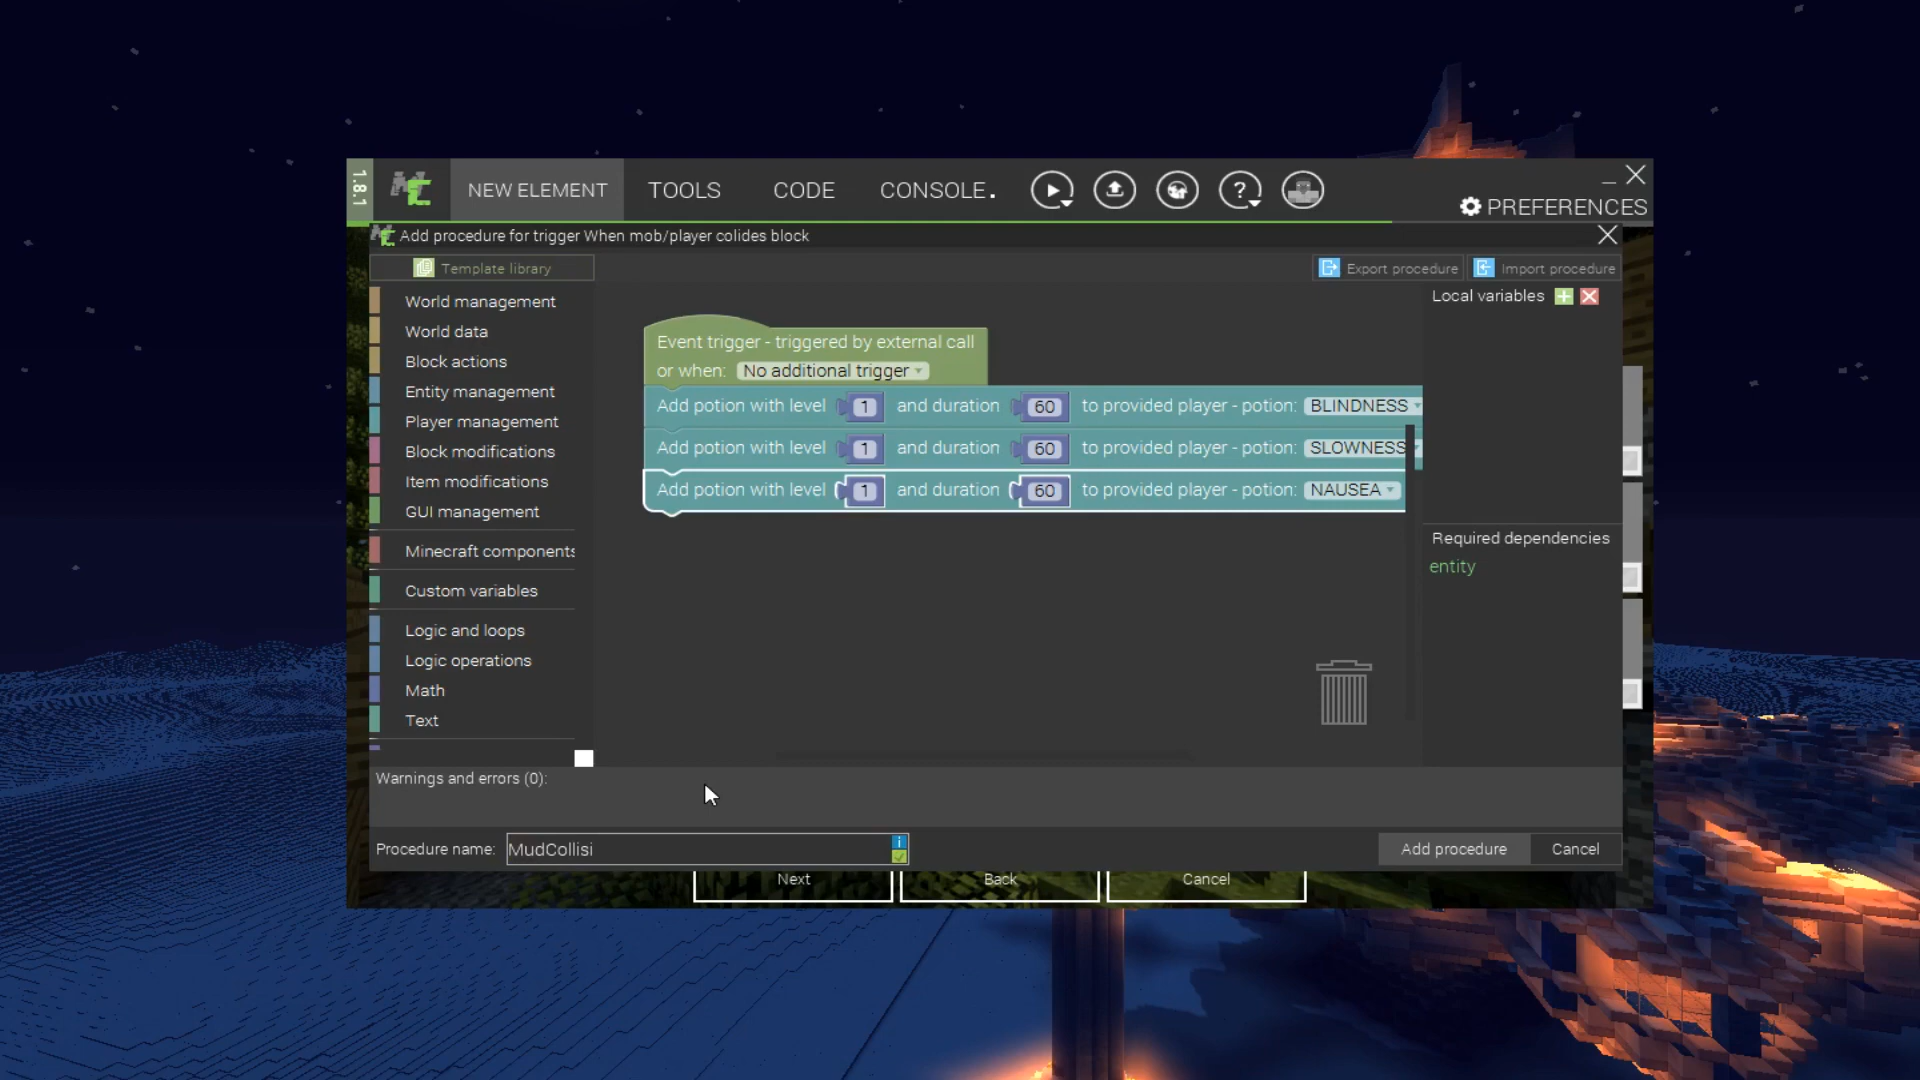 1.8.1
NEW ELEMENT
TOOLS
CODE
CONSOLE.
?
PREFERENCES
Add procedure for trigger When mob/player colides block
Template library
Export procedure
Import procedure
World management
World data
Block actions
Entity management
Player management
Block modifications
Item modifications
GUI management
Minecraft components
Custom variables
Logic and loops
Logic operations
Math
Text
Event trigger - triggered by external call
or when: No additional trigger
Add potion with level 1 and duration 60 to provided player - potion: BLINDNESS
Add potion with level 1 and duration 60 to provided player - potion: SLOWNESS
Add potion with level 1 and duration 60 to provided player - potion: NAUSEA
Local variables
Required dependencies
entity
Warnings and errors (0):
Procedure name: MudCollisi
Add procedure
Cancel
Next
Back
Cancel